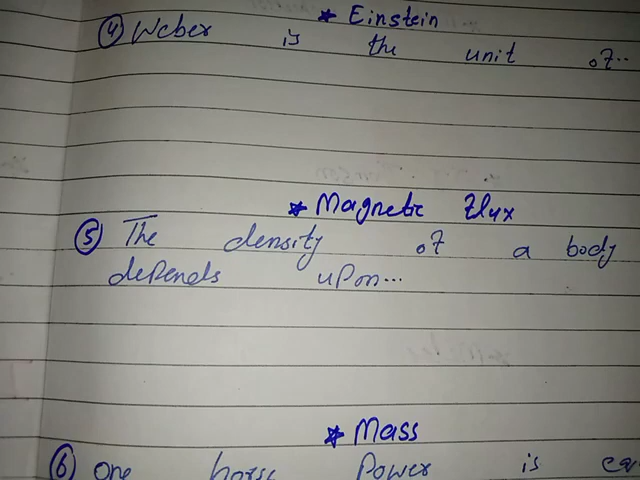 * Einstein
④ Weber is the unit of..
* Magnetic Flux
⑤ The density of a body
depends upon...
* Mass
⑥ One horse Power is